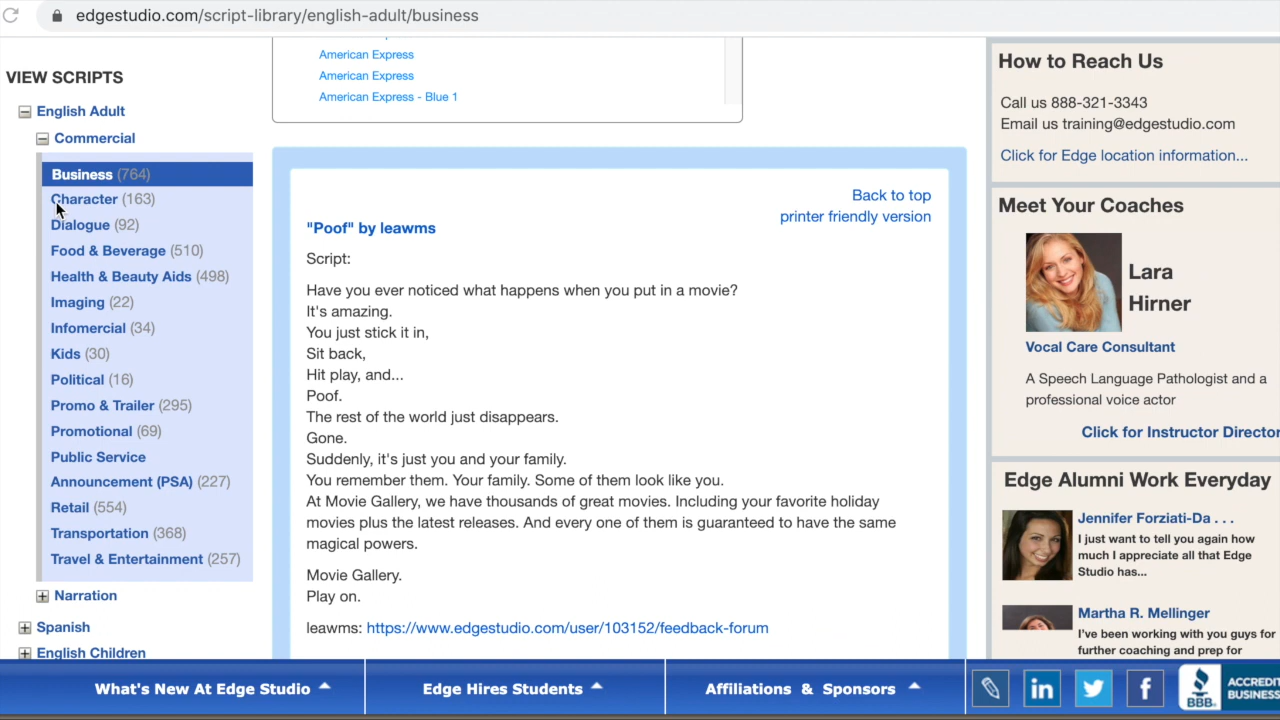 edgestudio.com/script-library/english-adult/business
VIEW SCRIPTS
English Adult
Commercial
Business (764)
Character (163)
Dialogue (92)
Food & Beverage (510)
Health & Beauty Aids (498)
Imaging (22)
Infomercial (34)
Kids (30)
Political (16)
Promo & Trailer (295)
Promotional (69)
Public Service
Announcement (PSA) (227)
Retail (554)
Transportation (368)
Travel & Entertainment (257)
Narration
Spanish
English Children
American Express
American Express
American Express - Blue 1
Back to top
printer friendly version
"Poof" by leawms
Script:
Have you ever noticed what happens when you put in a movie?
It's amazing.
You just stick it in,
Sit back,
Hit play, and...
Poof.
The rest of the world just disappears.
Gone.
Suddenly, it's just you and your family.
You remember them. Your family. Some of them look like you.
At Movie Gallery, we have thousands of great movies. Including your favorite holiday
movies plus the latest releases. And every one of them is guaranteed to have the same
magical powers.
Movie Gallery.
Play on.
leawms: https://www.edgestudio.com/user/103152/feedback-forum
How to Reach Us
Call us 888-321-3343
Email us training@edgestudio.com
Click for Edge location information...
Meet Your Coaches
Lara
Hirner
Vocal Care Consultant
A Speech Language Pathologist and a
professional voice actor
Click for Instructor Director
Edge Alumni Work Everyday
Jennifer Forziati-Da . . .
I just want to tell you again how
much I appreciate all that Edge
Studio has...
Martha R. Mellinger
I've been working with you guys for
further coaching and prep for
What's New At Edge Studio
Edge Hires Students
Affiliations & Sponsors
in
f
BBB
ACCREDIT
BUSINESS